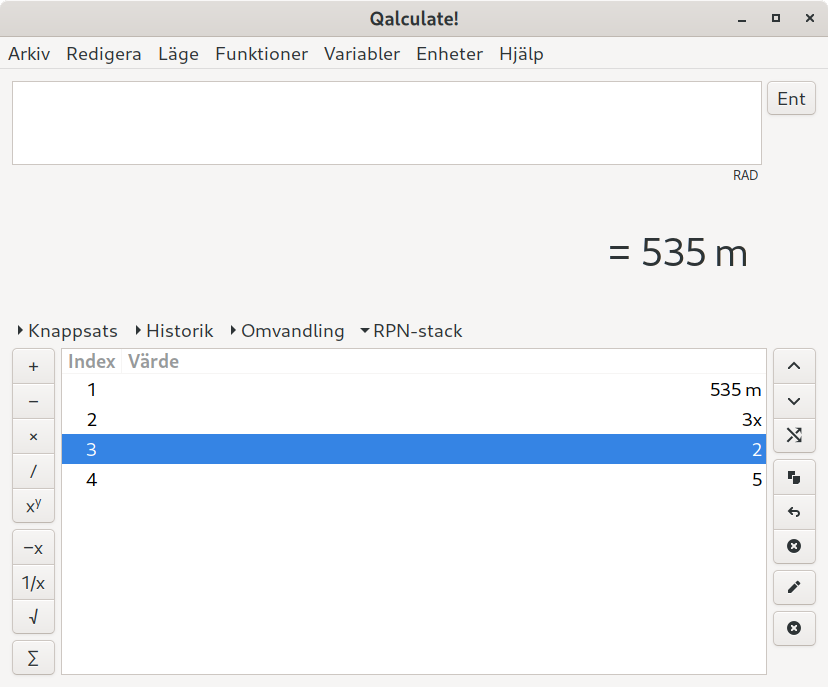 Qalculate!
Arkiv Redigera Läge Funktioner Variabler Enheter Hjälp
Ent
RAD
= 535 m
Knappsats Historik Omvandling RPN-stack
Index Värde
1 535 m
2 3x
3 2
4 5
+
−
×
/
xʸ
−x
1/x
√
∑